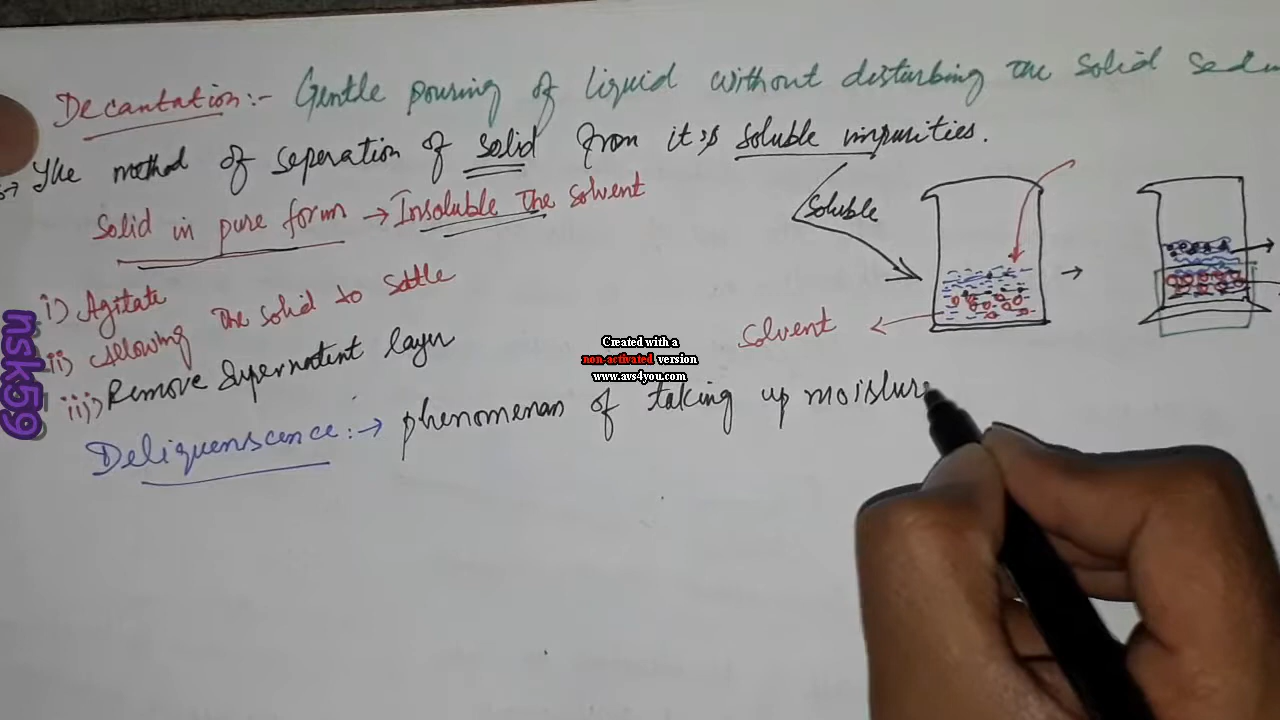 Decantation:- Gentle pouring of liquid without disturbing the solid Sedi
→ The method of seperation of solid from it's soluble impurities.
Solid in pure form → Insoluble the solvent
Soluble
i) Agitate
ii) Allowing the solid to settle
iii) Remove Supernatent layer
solvent
Deliquenscence:→ phenomenan of taking up moistur
nsk59
Created with a
non-activated version
www.avs4you.com